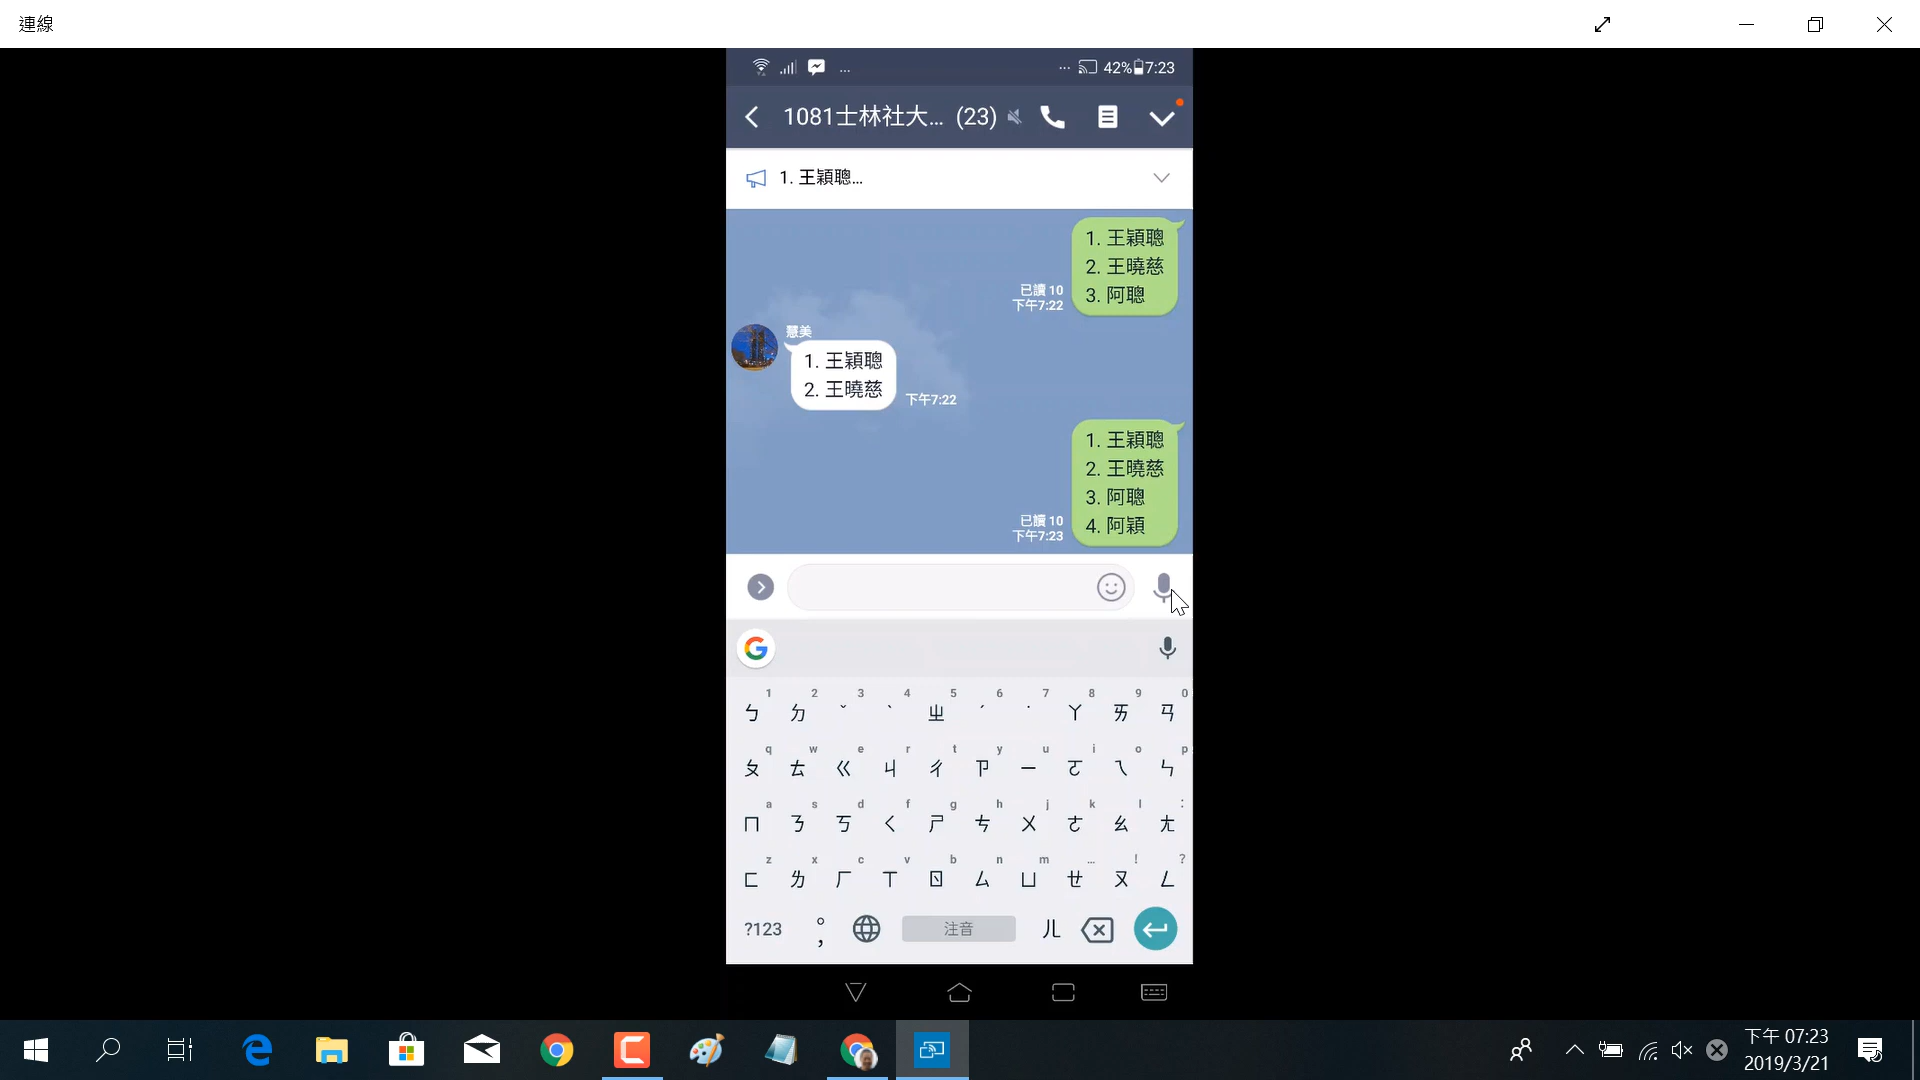 連線
... ... 42% 7:23
1081士林社大... (23)
1. 王穎聰...
1. 王穎聰
2. 王曉慈
3. 阿聰
已讀 10
下午7:22
慧美
1. 王穎聰
2. 王曉慈
下午7:22
1. 王穎聰
2. 王曉慈
3. 阿聰
4. 阿穎
已讀 10
下午7:23
1 2 3 4 5 6 7 8 9 0
ㄅ ㄉ ˇ ˋ ㄓ ˊ ˙ ㄚ ㄞ ㄢ
q w e r t y u i o p
ㄆ ㄊ ㄍ ㄐ ㄔ ㄗ ㄧ ㄛ ㄟ ㄣ
a s d f g h j k l :
ㄇ ㄋ ㄎ ㄑ ㄕ ㄘ ㄨ ㄜ ㄠ ㄤ
z x c v b n m ... ! ?
ㄈ ㄌ ㄏ ㄒ ㄖ ㄙ ㄩ ㄝ ㄡ ㄥ
?123 ° , 注音 ㄦ
下午 07:23
2019/3/21